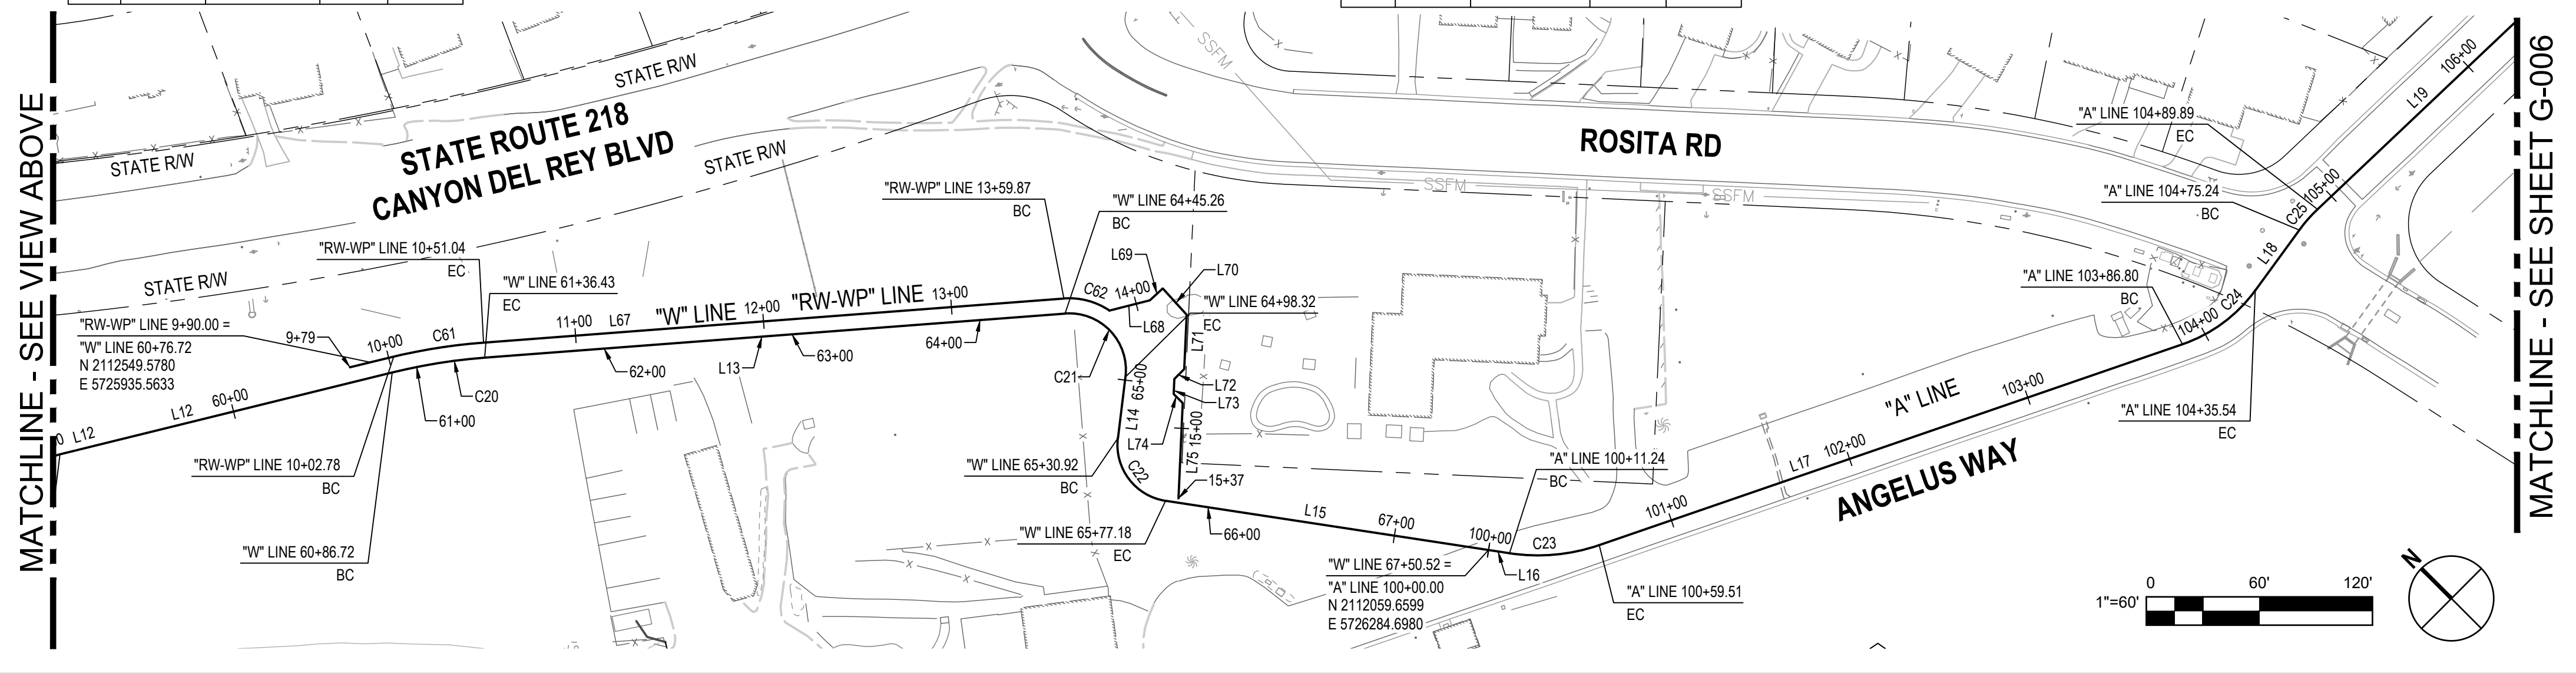 MATCHLINE - SEE VIEW ABOVE
STATE R/W
STATE R/W
STATE ROUTE 218
CANYON DEL REY BLVD
STATE R/W
STATE R/W
SSFM
ROSITA RD
SSFM
SSFM
"RW-WP" LINE 9+90.00 =
"W" LINE 60+76.72
N 2112549.5780
E 5725935.5633
9+79
10+00
C61
"RW-WP" LINE 10+51.04
EC
"W" LINE 61+36.43
EC
11+00
L67
"W" LINE
12+00
"RW-WP" LINE
13+00
"RW-WP" LINE 13+59.87
BC
"W" LINE 64+45.26
BC
C62
14+00
L69
L70
L68
"W" LINE 64+98.32
EC
L71
L72
L73
L74
15+00
L75
15+37
0
L12
L12
60+00
61+00
C20
62+00
L13
63+00
64+00
C21
65+00
L14
"RW-WP" LINE 10+02.78
BC
"W" LINE 60+86.72
BC
"W" LINE 65+30.92
BC
C22
"W" LINE 65+77.18
EC
66+00
L15
67+00
100+00
"W" LINE 67+50.52 =
"A" LINE 100+00.00
N 2112059.6599
E 5726284.6980
L16
"A" LINE 100+11.24
BC
C23
"A" LINE 100+59.51
EC
101+00
L17
102+00
"A" LINE
103+00
ANGELUS WAY
"A" LINE 103+86.80
BC
104+00
C24
"A" LINE 104+35.54
EC
L18
"A" LINE 104+75.24
BC
C25
105+00
"A" LINE 104+89.89
EC
L19
106+00
1"=60'
0 60' 120'
N
MATCHLINE - SEE SHEET G-006